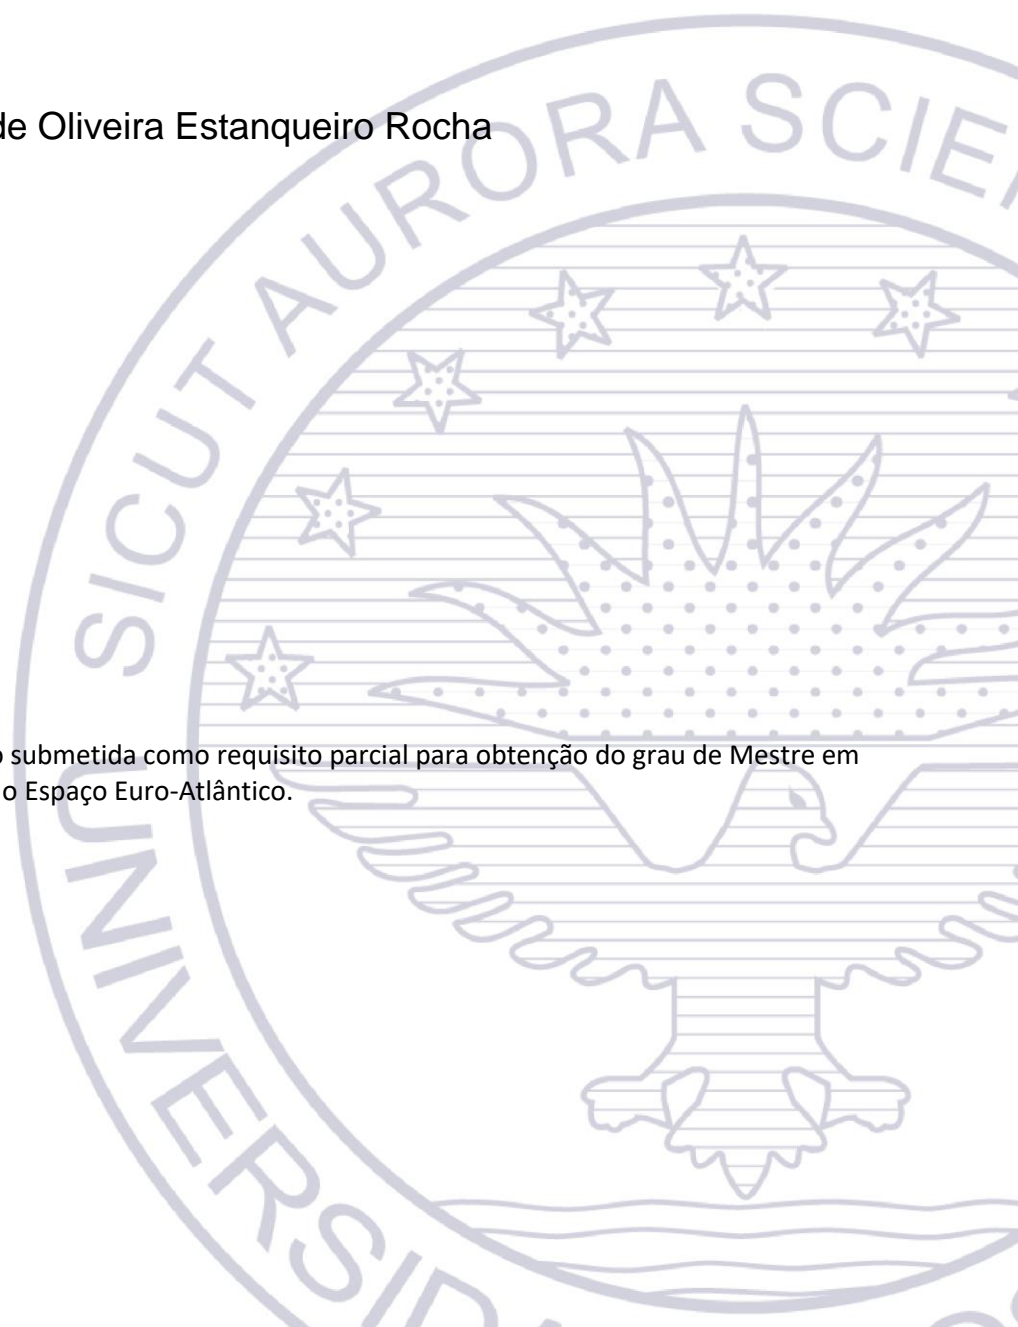 de Oliveira Estanqueiro Rocha
SICUT AURORA SCIE
submetida como requisito parcial para obtenção do grau de Mestre em
o Espaço Euro-Atlântico.
UNIVERSIDA